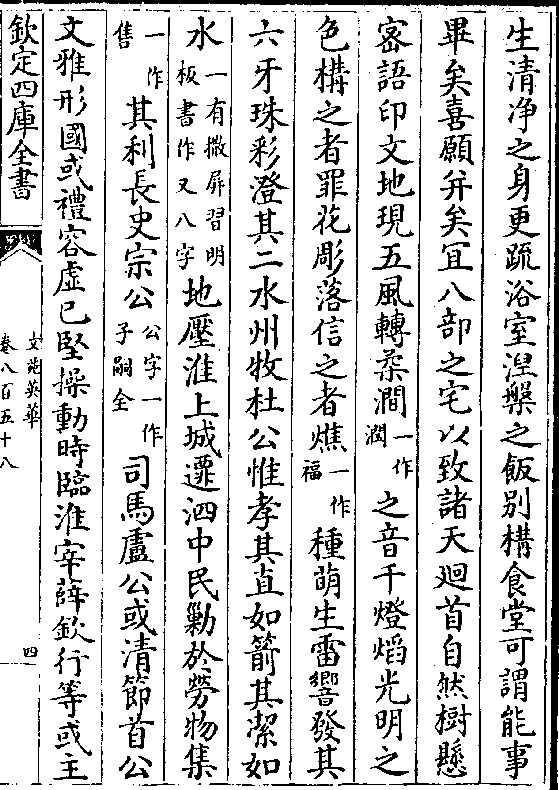 生清净之身更疏浴室涅槃之飯别構食堂可謂能事
畢矣喜願并矣冝八部之宅以致諸天廻首自然樹懸
宻語印文地現五風轉柔澗一作潤之音千燈熖光明之
色構之者罪花彫落信之者燋一作福種萌生雷響發其
六牙珠彩澄其二水州牧杜公惟孝其直如箭其潔如
水一有撒屏習明板書作又八字地壓淮上城遷泗中民勦於勞物集
一作售其利長史宗公公字一作子嗣全司馬盧公或清節首公
文雅形國或禮容虚已堅操動時臨淮宰薛欽行等或主
欽定四庫全書
文苑英華
卷八百五十八
四